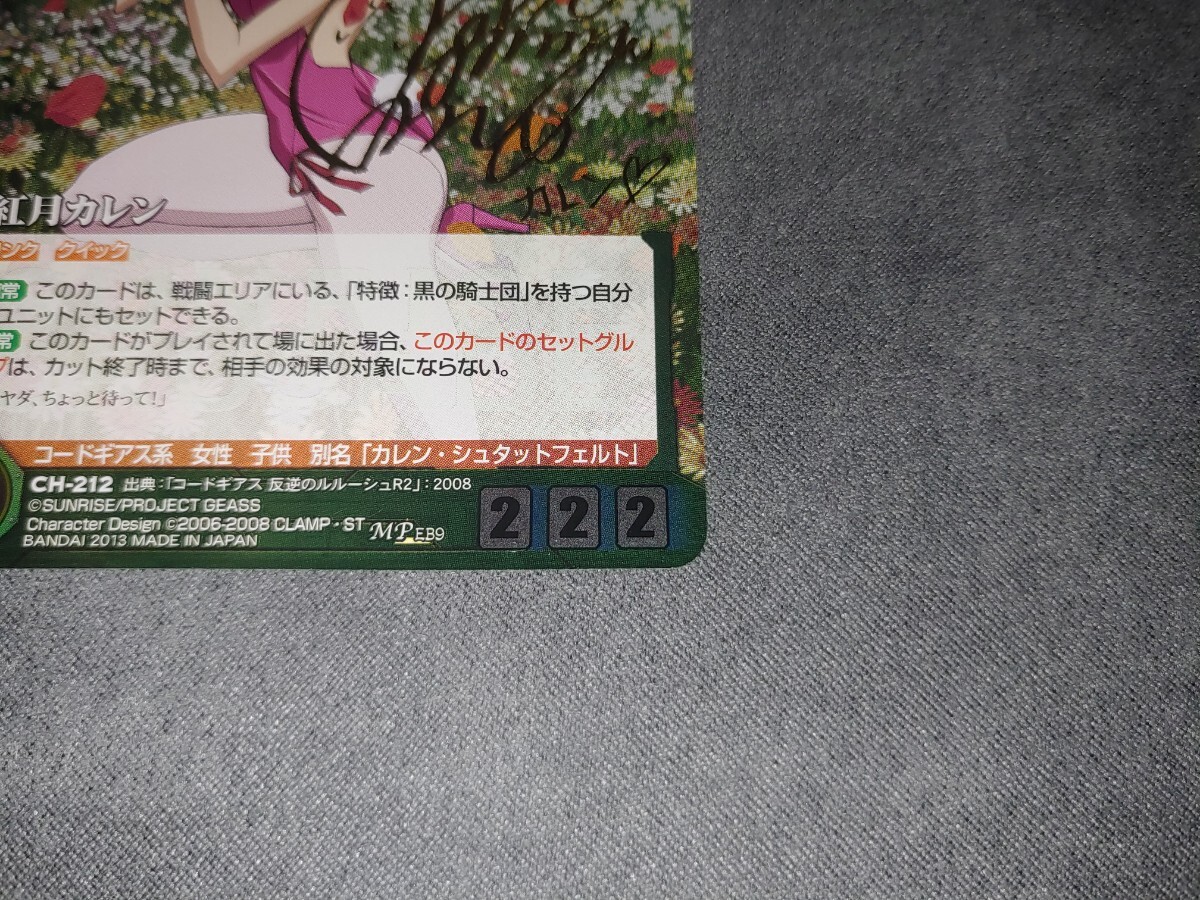 カレン
紅月カレン
ンク クイック
常 このカードは、戦闘エリアにいる、「特徴：黒の騎士団」を持つ自分
ユニットにもセットできる。
常 このカードがプレイされて場に出た場合、このカードのセットグル
プは、カット終了時まで、相手の効果の対象にならない。
ヤダ、ちょっと待って!」
コードギアス系 女性 子供 別名「カレン・シュタットフェルト」
CH-212 出典：「コードギアス 反逆のルルーシュR2」：2008
©SUNRISE/PROJECT GEASS
Character Design ©2006-2008 CLAMP・ST
BANDAI 2013 MADE IN JAPAN
MP EB9
2 2 2